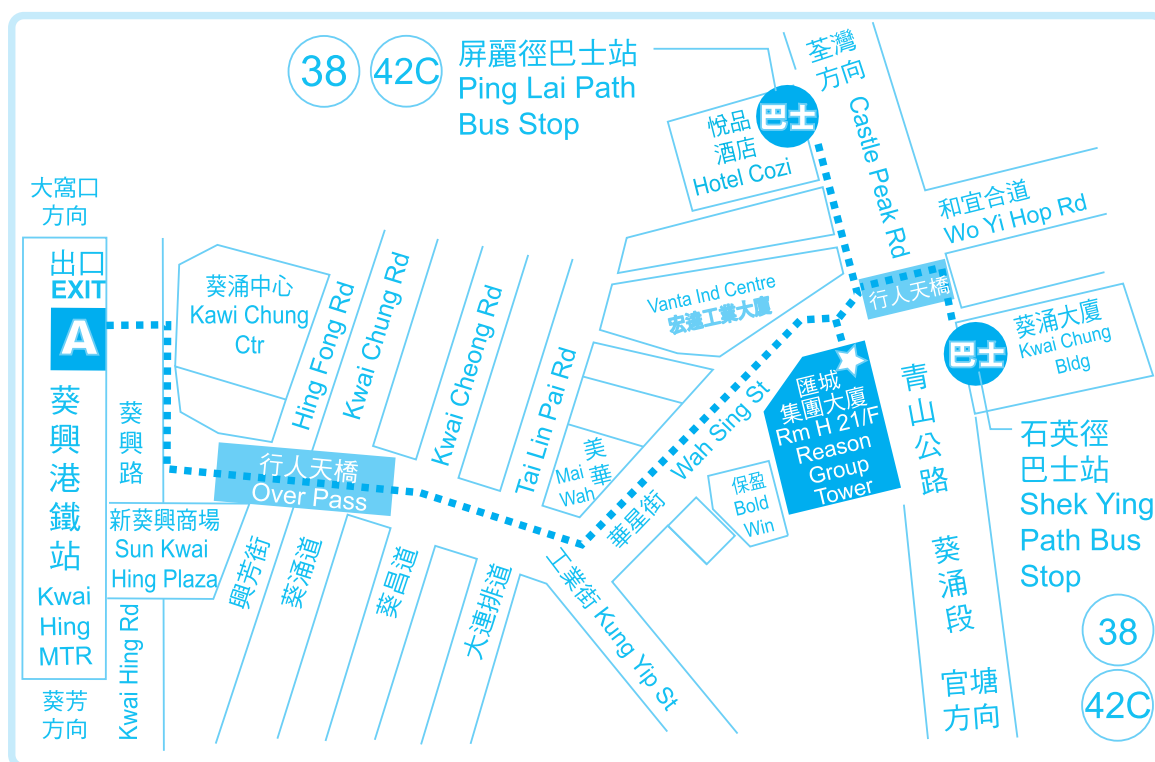 38
42C
屏麗徑巴士站
Ping Lai Path
Bus Stop
荃灣
方向
Castle Peak Rd
巴士
悅品
酒店
Hotel Cozi
和宜合道
Wo Yi Hop Rd
大窩口
方向
出口
EXIT
A
葵興港鐵站
Kwai
Hing
MTR
葵芳
方向
葵興路
Kwai Hing Rd
葵涌中心
Kawi Chung
Ctr
Hing Fong Rd
Kwai Chung Rd
Kwai Cheong Rd
Tai Lin Pai Rd
行人天橋
Over Pass
新葵興商場
Sun Kwai
Hing Plaza
興芳街
葵涌道
葵昌道
大連排道
工業街 Kung Yip St
華星街 Wah Sing St
美華
Mai
Wah
Vanta Ind Centre
宏達工業大廈
保盈
Bold
Win
匯城
集團大廈
Rm H 21/F
Reason
Group
Tower
行人天橋
青山公路
葵涌段
官塘
方向
巴士
葵涌大廈
Kwai Chung
Bldg
石英徑
巴士站
Shek Ying
Path Bus
Stop
38
42C